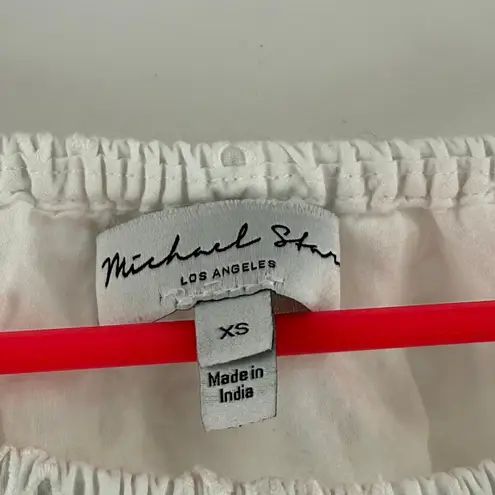 Michael Star
LOS ANGELES
XS
Made in
India